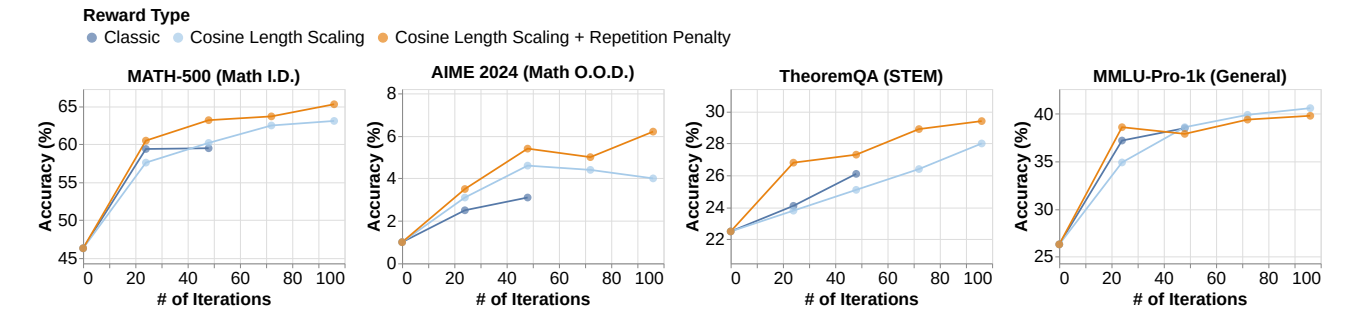 Reward Type
Classic Cosine Length Scaling Cosine Length Scaling + Repetition Penalty
MATH-500 (Math I.D.)
Accuracy (%)
65
60
55
50
45
0 20 40 60 80 100
# of Iterations
AIME 2024 (Math O.O.D.)
Accuracy (%)
8
6
4
2
0
0 20 40 60 80 100
# of Iterations
TheoremQA (STEM)
Accuracy (%)
30
28
26
24
22
0 20 40 60 80 100
# of Iterations
MMLU-Pro-1k (General)
Accuracy (%)
40
35
30
25
0 20 40 60 80 100
# of Iterations